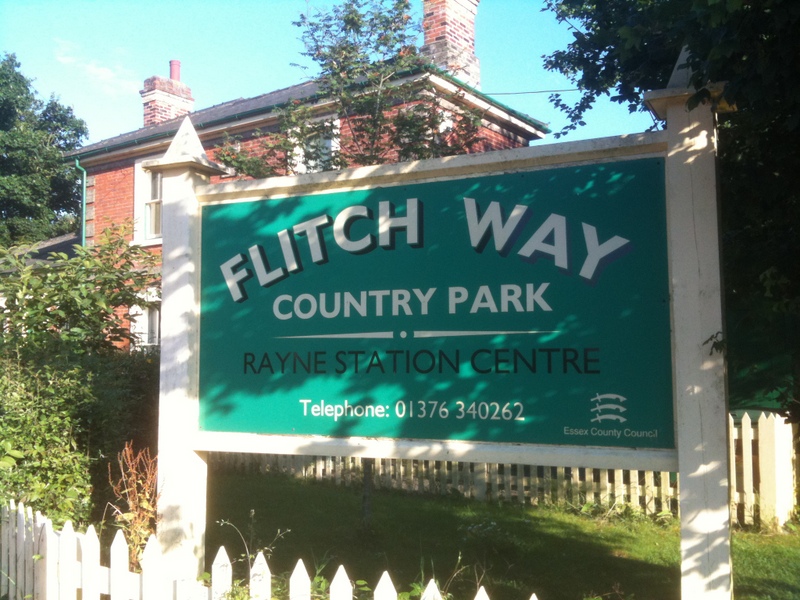 FLITCH WAY
COUNTRY PARK
RAYNE STATION CENTRE
Telephone: 01376 340262
Essex County Council